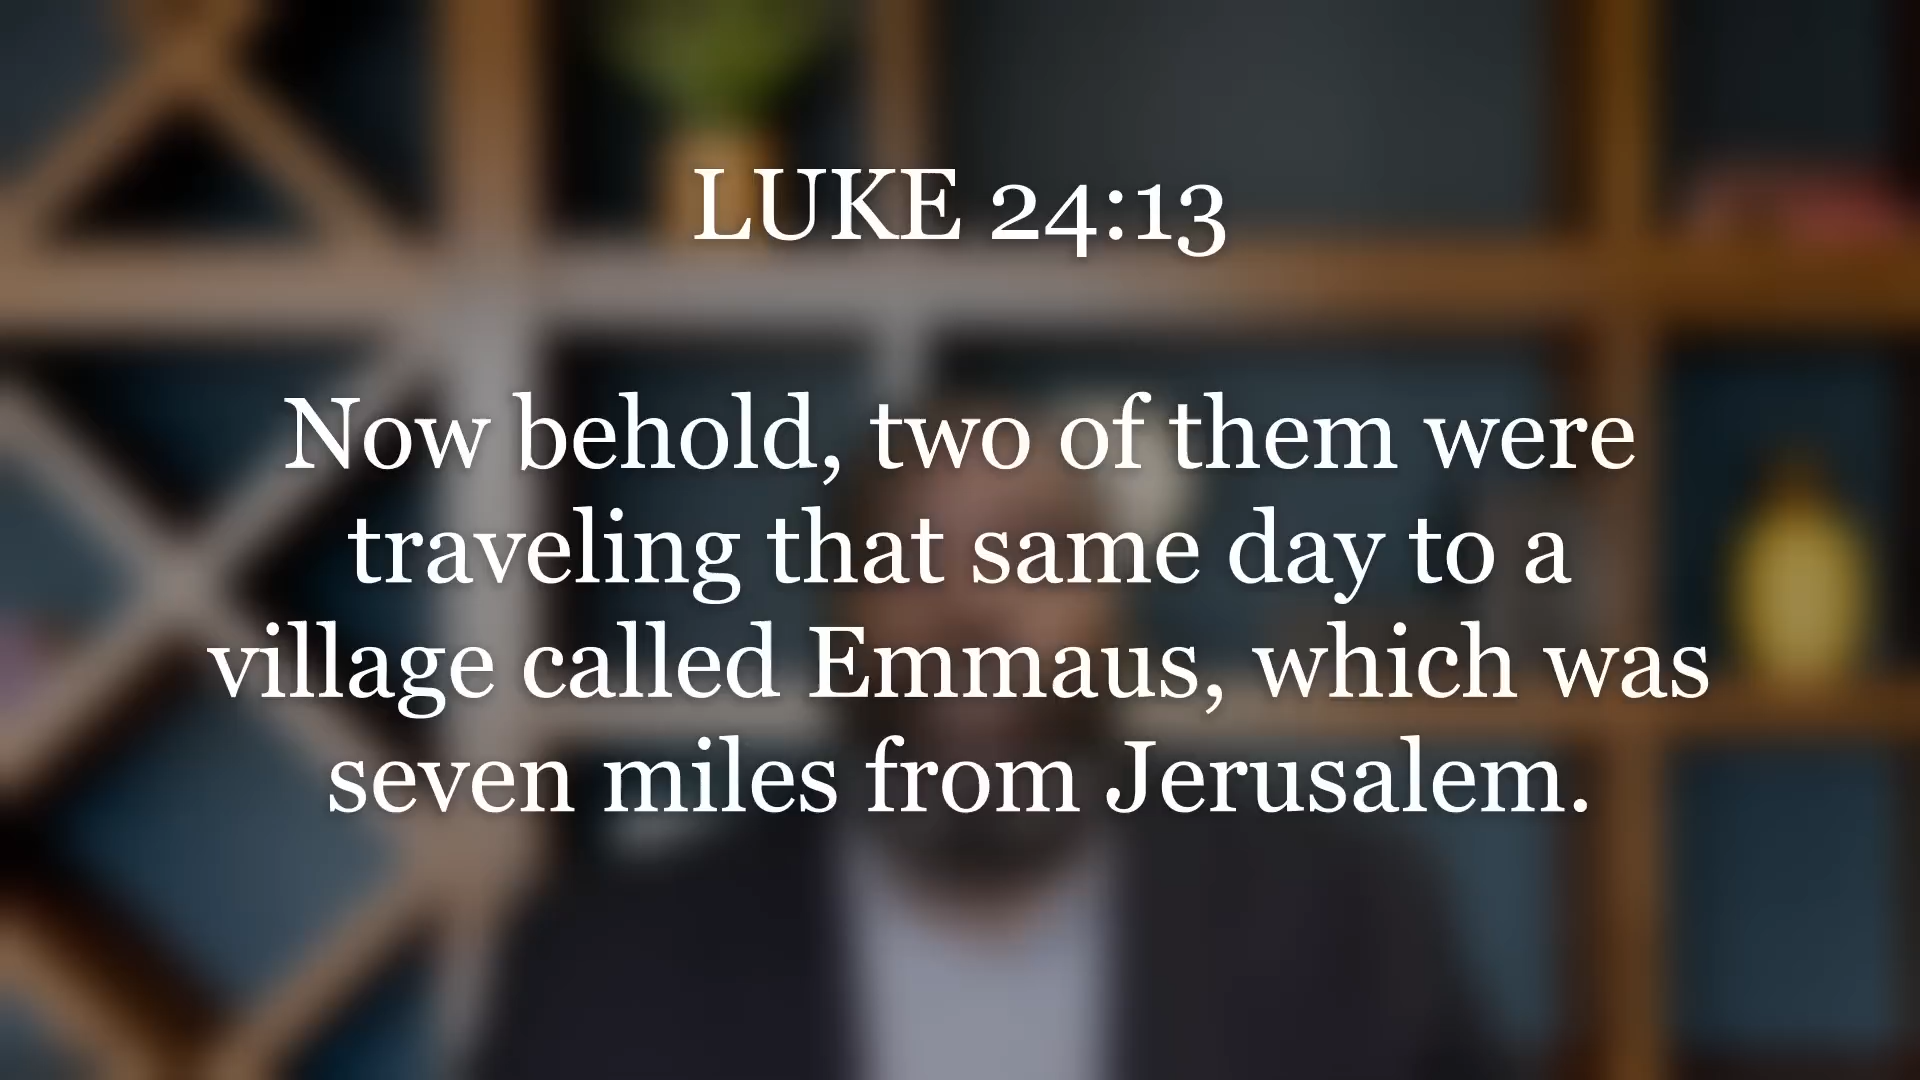 LUKE 24:13
Now behold, two of them were
traveling that same day to a
village called Emmaus, which was
seven miles from Jerusalem.